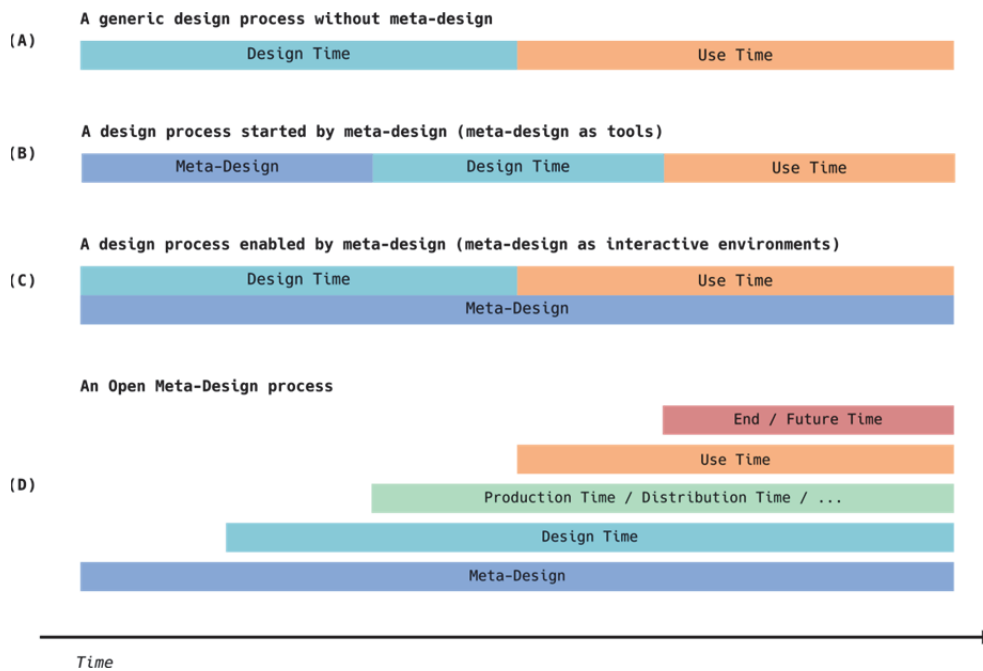 A generic design process without meta-design
(A)
Design Time
Use Time
A design process started by meta-design (meta-design as tools)
(B)
Meta-Design
Design Time
Use Time
A design process enabled by meta-design (meta-design as interactive environments)
(C)
Design Time
Use Time
Meta-Design
An Open Meta-Design process
End / Future Time
Use Time
(D)
Production Time / Distribution Time / ...
Design Time
Meta-Design
Time